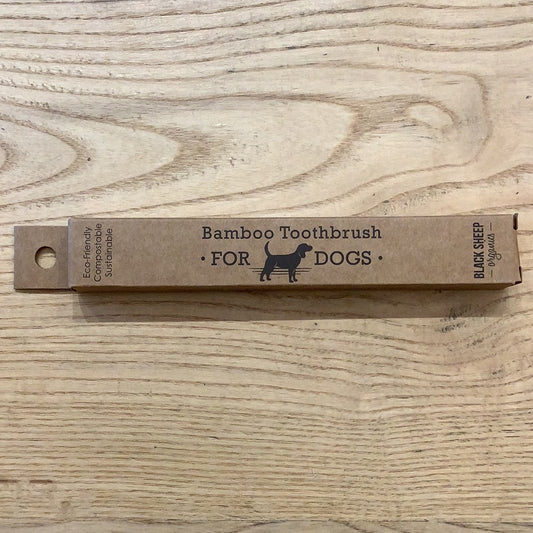 Eco-Friendly
Compostable
Sustainable
Bamboo Toothbrush
· FOR DOGS ·
BLACK SHEEP
organics